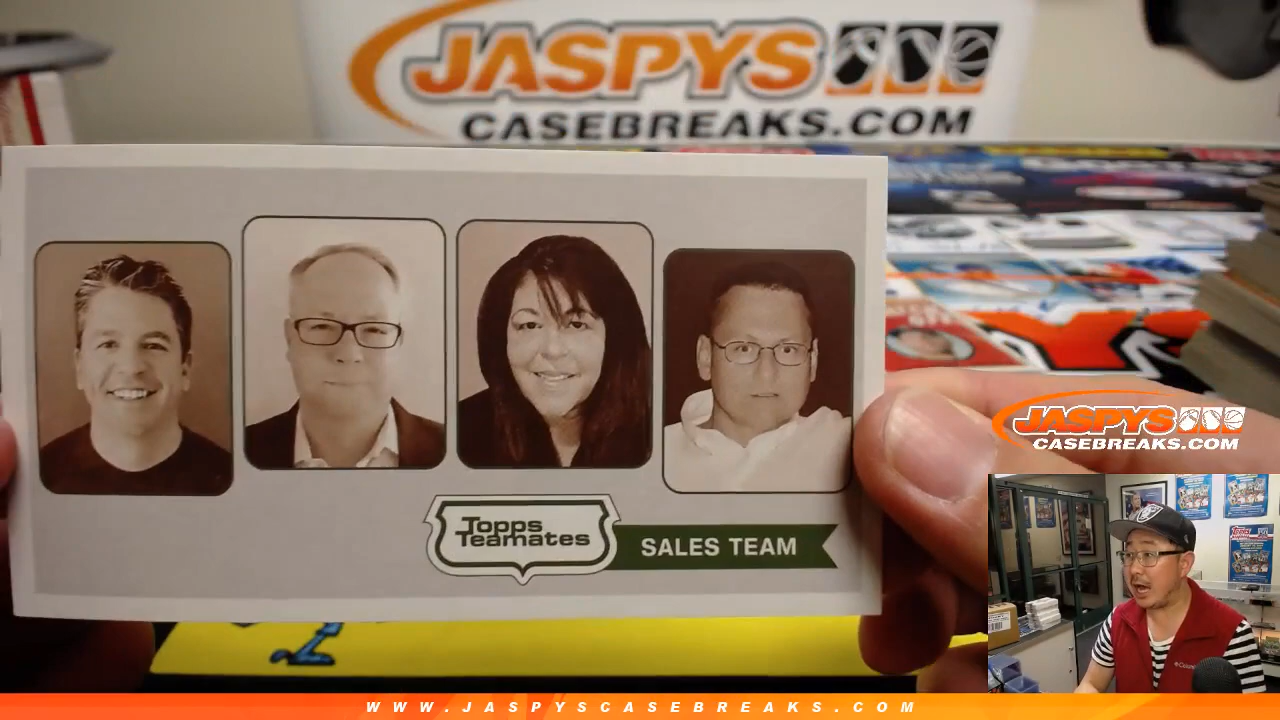 JASPYS
CASEBREAKS.COM
Topps
Teamates
SALES TEAM
JASPYS
CASEBREAKS.COM
WWW.JASPYSCASEBREAKS.COM